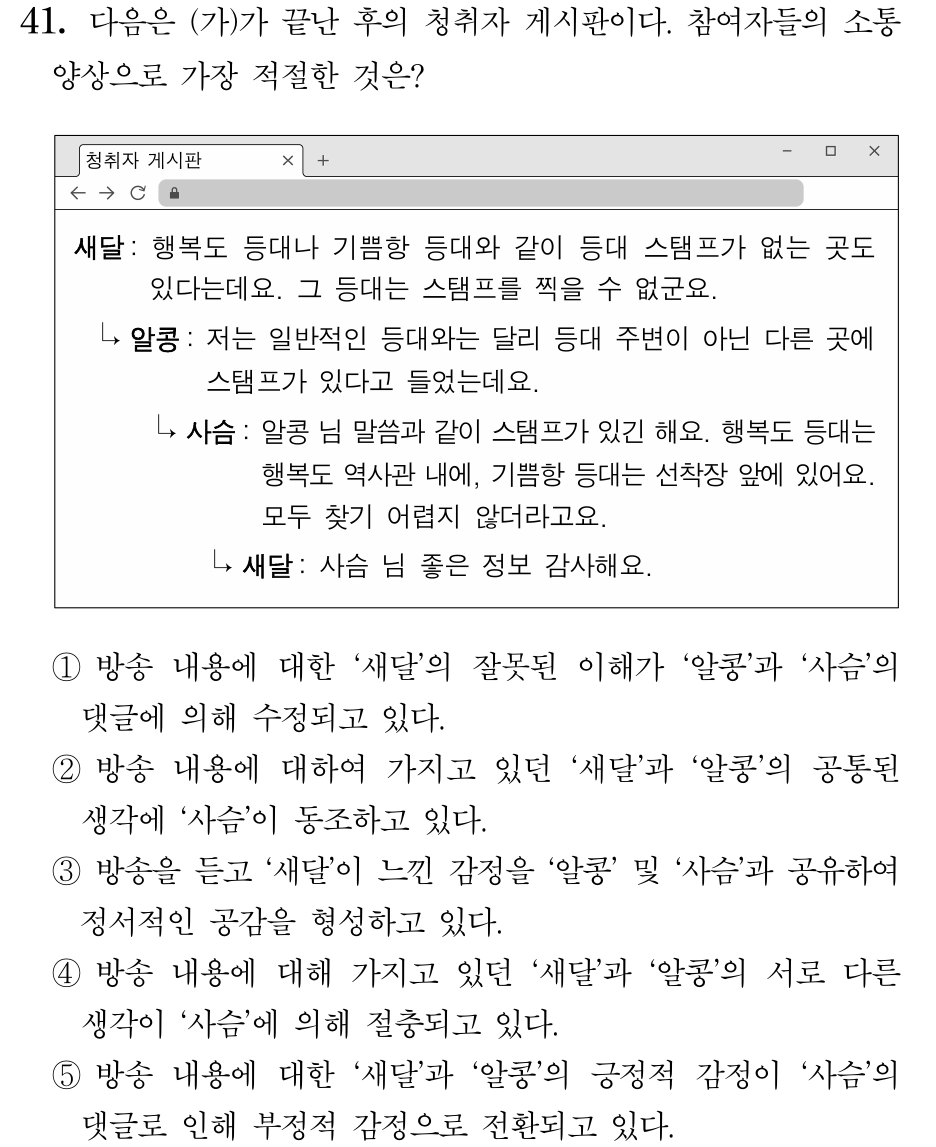 41. 다음은 (가)가 끝난 후의 청취자 게시판이다. 참여자들의 소통
양상으로 가장 적절한 것은?
청취자 게시판
새달 : 행복도 등대나 기쁨항 등대와 같이 등대 스탬프가 없는 곳도
있다는데요. 그 등대는 스탬프를 찍을 수 없군요.
알콩 : 저는 일반적인 등대와는 달리 등대 주변이 아닌 다른 곳에
스탬프가 있다고 들었는데요.
사슴 : 알콩 님 말씀과 같이 스탬프가 있긴 해요. 행복도 등대는
행복도 역사관 내에, 기쁨항 등대는 선착장 앞에 있어요.
모두 찾기 어렵지 않더라고요.
새달 : 사슴 님 좋은 정보 감사해요.
① 방송 내용에 대한 ‘새달’의 잘못된 이해가 ‘알콩’과 ‘사슴’의
댓글에 의해 수정되고 있다.
② 방송 내용에 대하여 가지고 있던 ‘새달’과 ‘알콩’의 공통된
생각에 ‘사슴’이 동조하고 있다.
③ 방송을 듣고 ‘새달’이 느낀 감정을 ‘알콩’ 및 ‘사슴’과 공유하여
정서적인 공감을 형성하고 있다.
④ 방송 내용에 대해 가지고 있던 ‘새달’과 ‘알콩’의 서로 다른
생각이 ‘사슴’에 의해 절충되고 있다.
⑤ 방송 내용에 대한 ‘새달’과 ‘알콩’의 긍정적 감정이 ‘사슴’의
댓글로 인해 부정적 감정으로 전환되고 있다.